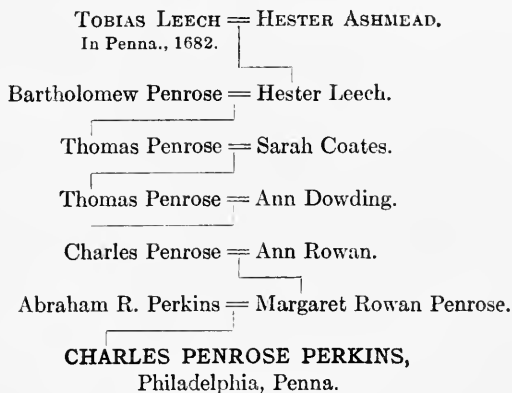 TOBIAS LEECH = HESTER ASHMEAD.
In Penna., 1682.
Bartholomew Penrose = Hester Leech.
Thomas Penrose = Sarah Coates.
Thomas Penrose = Ann Dowding.
Charles Penrose = Ann Rowan.
Abraham R. Perkins = Margaret Rowan Penrose.
CHARLES PENROSE PERKINS,
Philadelphia, Penna.